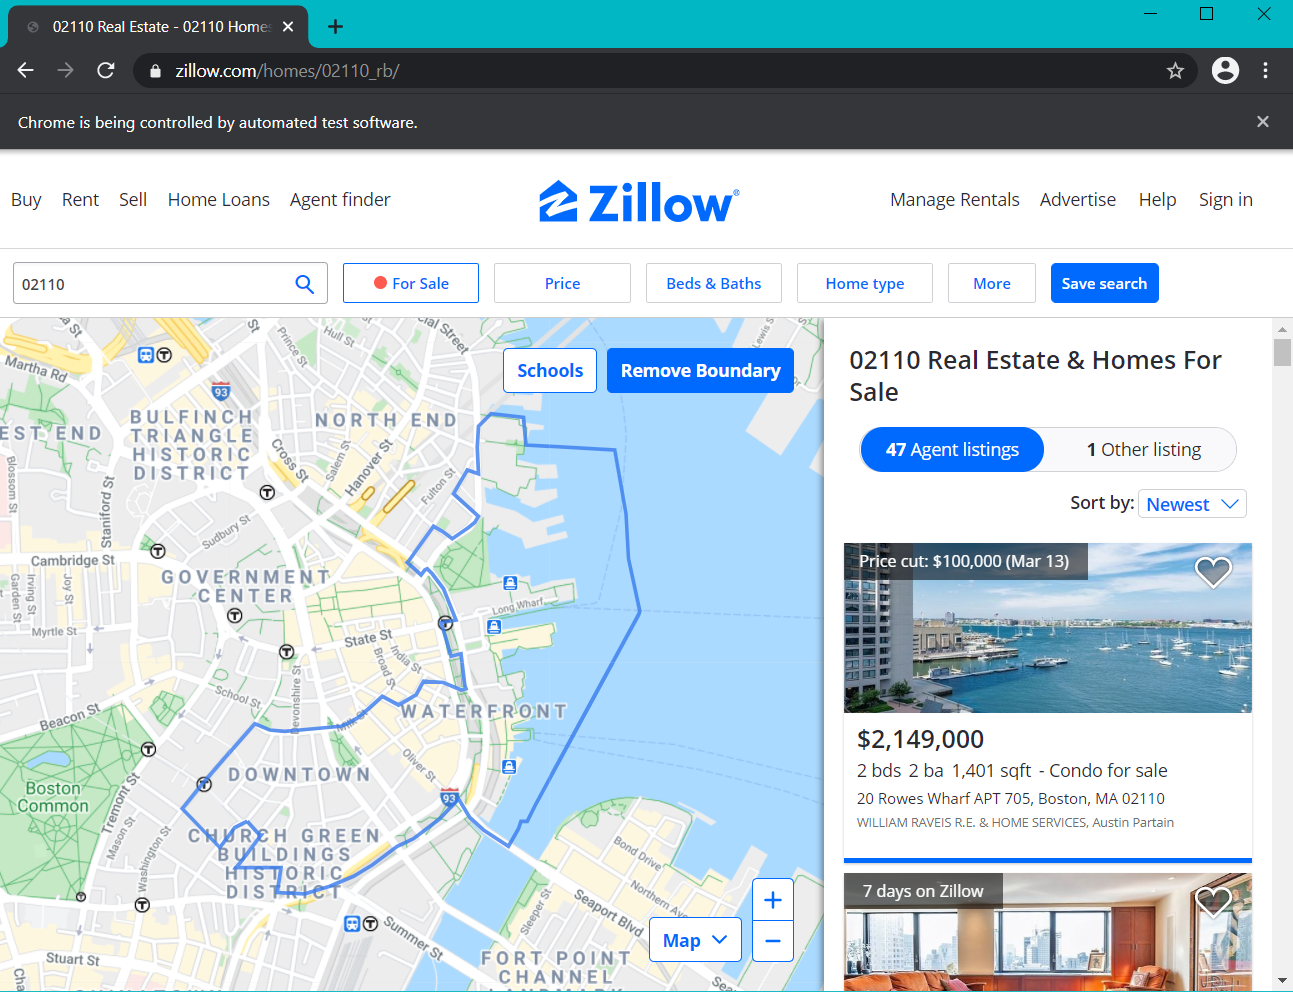 02110 Real Estate - 02110 Homes
zillow.com/homes/02110_rb/
Chrome is being controlled by automated test software.
Buy Rent Sell Home Loans Agent finder
Zillow
Manage Rentals Advertise Help Sign in
02110
For Sale
Price
Beds & Baths
Home type
More
Save search
Schools
Remove Boundary
Martha Rd
Prince St
Hull St
cial Street
Lewis S
93
BULFINCH
TRIANGLE
HISTORIC
DISTRICT
NORTH END
EST END
Cross St
Salem St
Hanover St
Fulton St
Blossom St
Staniford St
Sudbury St
Cambridge St
GOVERNMENT
CENTER
Garden St
Irving St
Joy St
Myrtle St
Long Wharf
State St
India St
Broad St
School St
Devonshire St
Beacon St
Milk St
WATERFRONT
Oliver St
DOWNTOWN
93
Boston
Common
Tremont St
Mason St
Washington St
CHURCH GREEN
BUILDINGS
HISTORIC
DISTRICT
Bond Drive
Northern Ave
Seaport Blvd
Sleeper St
Summer St
Stuart St
FORT POINT
CHANNEL
LANDMARK
Map
02110 Real Estate & Homes For
Sale
47 Agent listings
1 Other listing
Sort by: Newest
Price cut: $100,000 (Mar 13)
$2,149,000
2 bds 2 ba 1,401 sqft - Condo for sale
20 Rowes Wharf APT 705, Boston, MA 02110
WILLIAM RAVEIS R.E. & HOME SERVICES, Austin Partain
7 days on Zillow